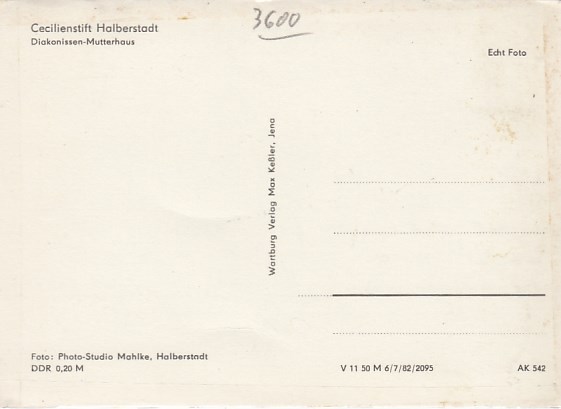 3600
Cecilienstift Halberstadt
Diakonissen-Mutterhaus
Echt Foto
Wartburg Verlag Max Keßler, Jena
Foto: Photo-Studio Mahlke, Halberstadt
DDR 0,20 M
V 11 50 M 6/7/82/2095
AK 542